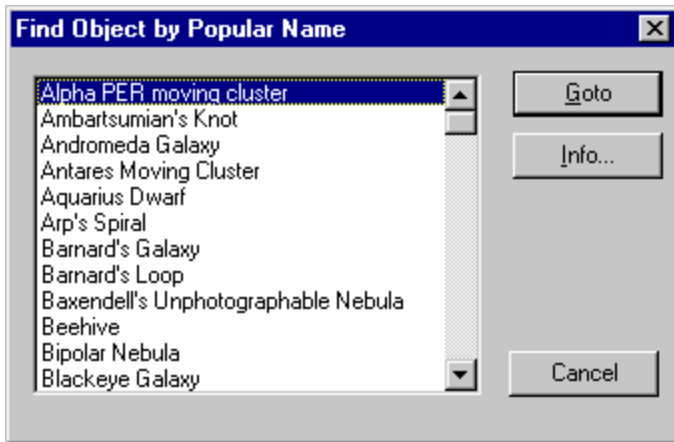 Find Object by Popular Name
Alpha PER moving cluster
Ambartsumian's Knot
Andromeda Galaxy
Antares Moving Cluster
Aquarius Dwarf
Arp's Spiral
Barnard's Galaxy
Barnard's Loop
Baxendell's Unphotographable Nebula
Beehive
Bipolar Nebula
Blackeye Galaxy
Goto
Info...
Cancel